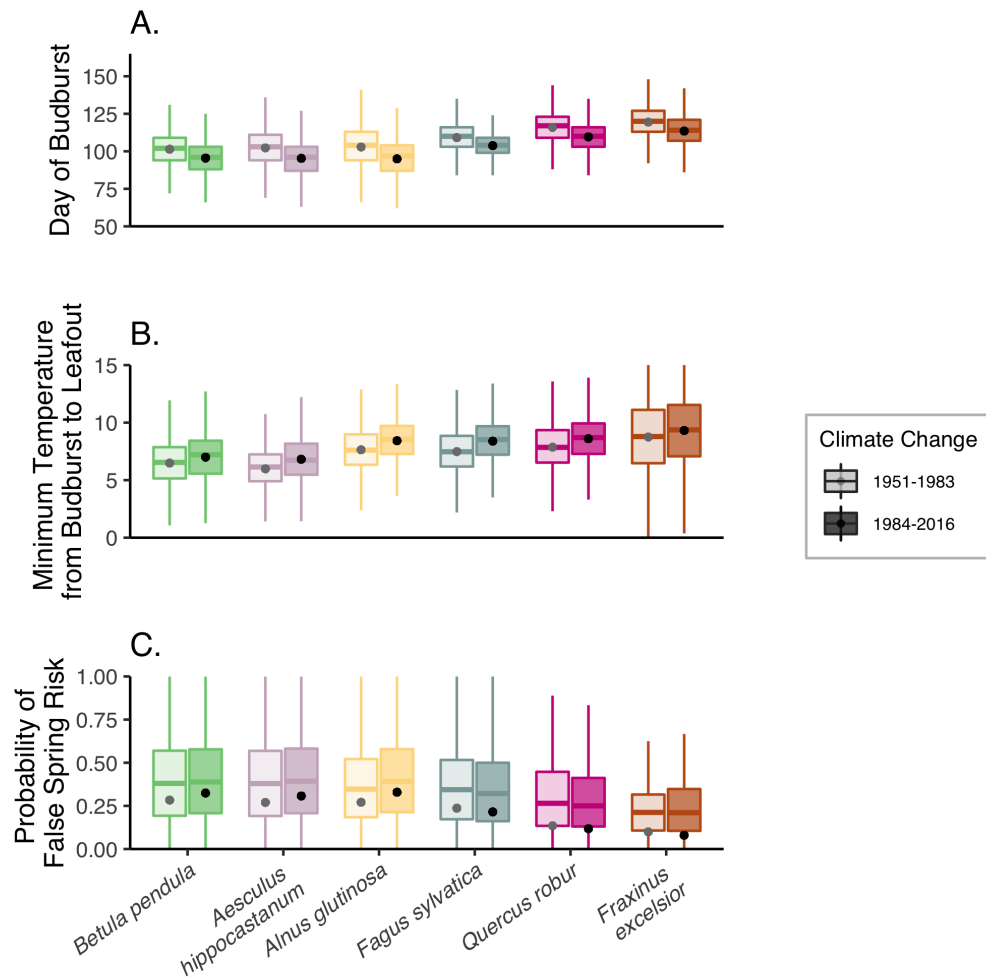 A.
Day of Budburst
150
125
100
75
50
B.
Minimum Temperature
from Budburst to Leafout
15
10
5
0
C.
Probability of
False Spring Risk
1.00
0.75
0.50
0.25
0.00
Betula pendula
Aesculus
hippocastanum
Alnus glutinosa
Fagus sylvatica
Quercus robur
Fraxinus
excelsior
Climate Change
1951-1983
1984-2016